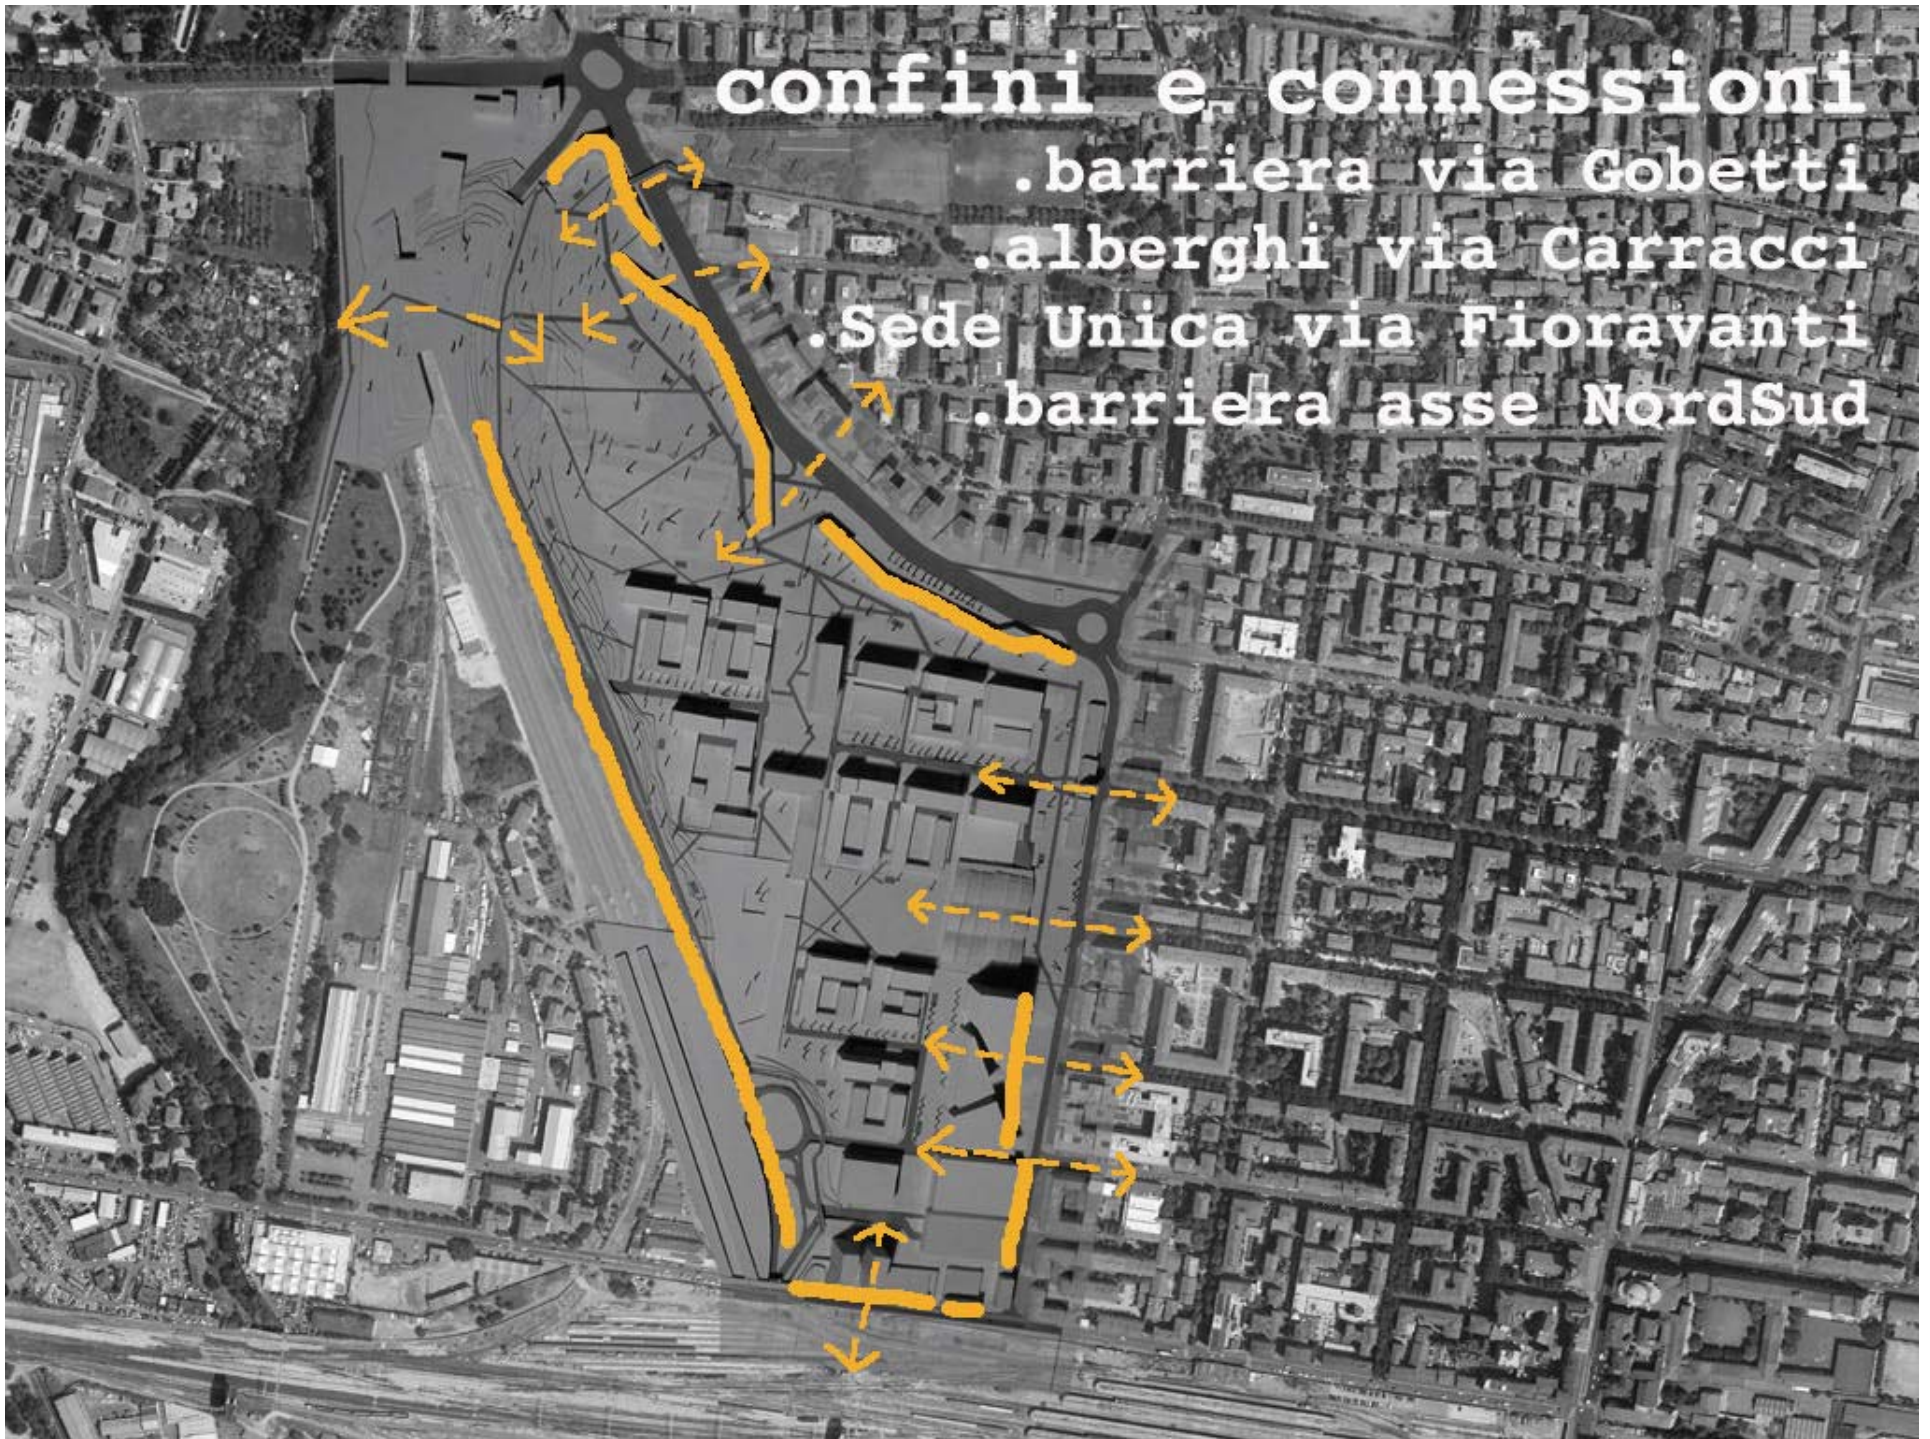 confini e connessioni
.barriera via Gobetti
.alberghi via Carracci
.Sede Unica via Fioravanti
.barriera asse NordSud